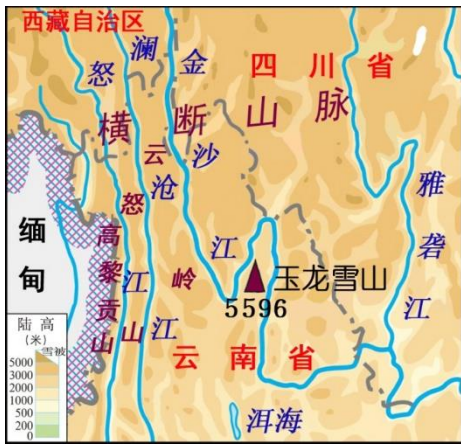 西藏自治区
四川省
横断山脉
怒江
澜沧江
金沙江
雅砻江
云岭
怒山
高黎贡山
缅甸
玉龙雪山
5596
云南省
洱海
陆高
(米)
雪被
5000
3000
2000
1000
500
200
0